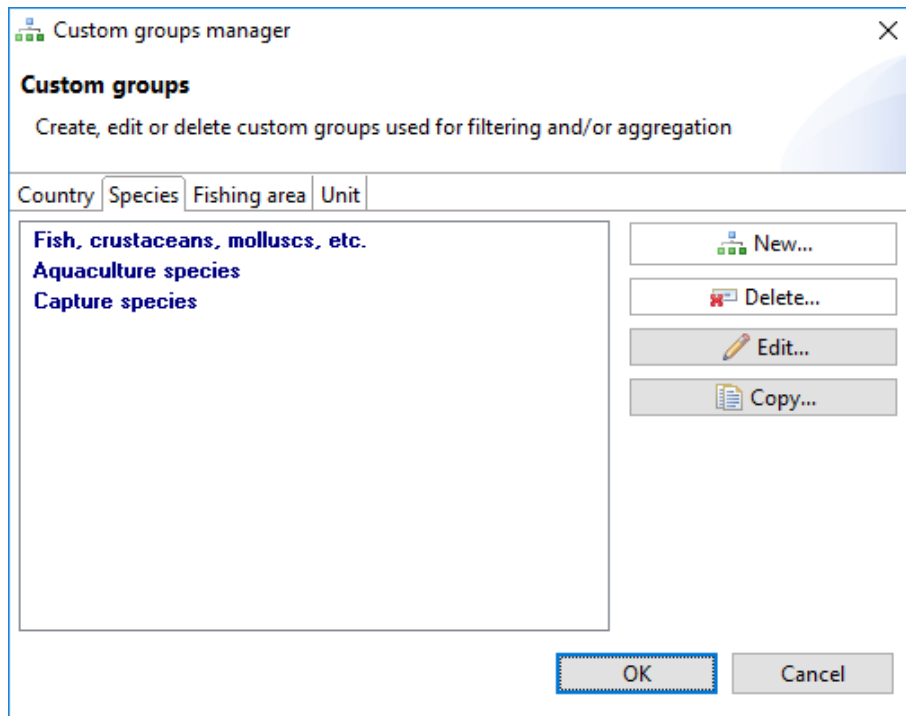 Custom groups manager
Custom groups
Create, edit or delete custom groups used for filtering and/or aggregation
Country Species Fishing area Unit
Fish, crustaceans, molluscs, etc.
Aquaculture species
Capture species
New...
Delete...
Edit...
Copy...
OK Cancel